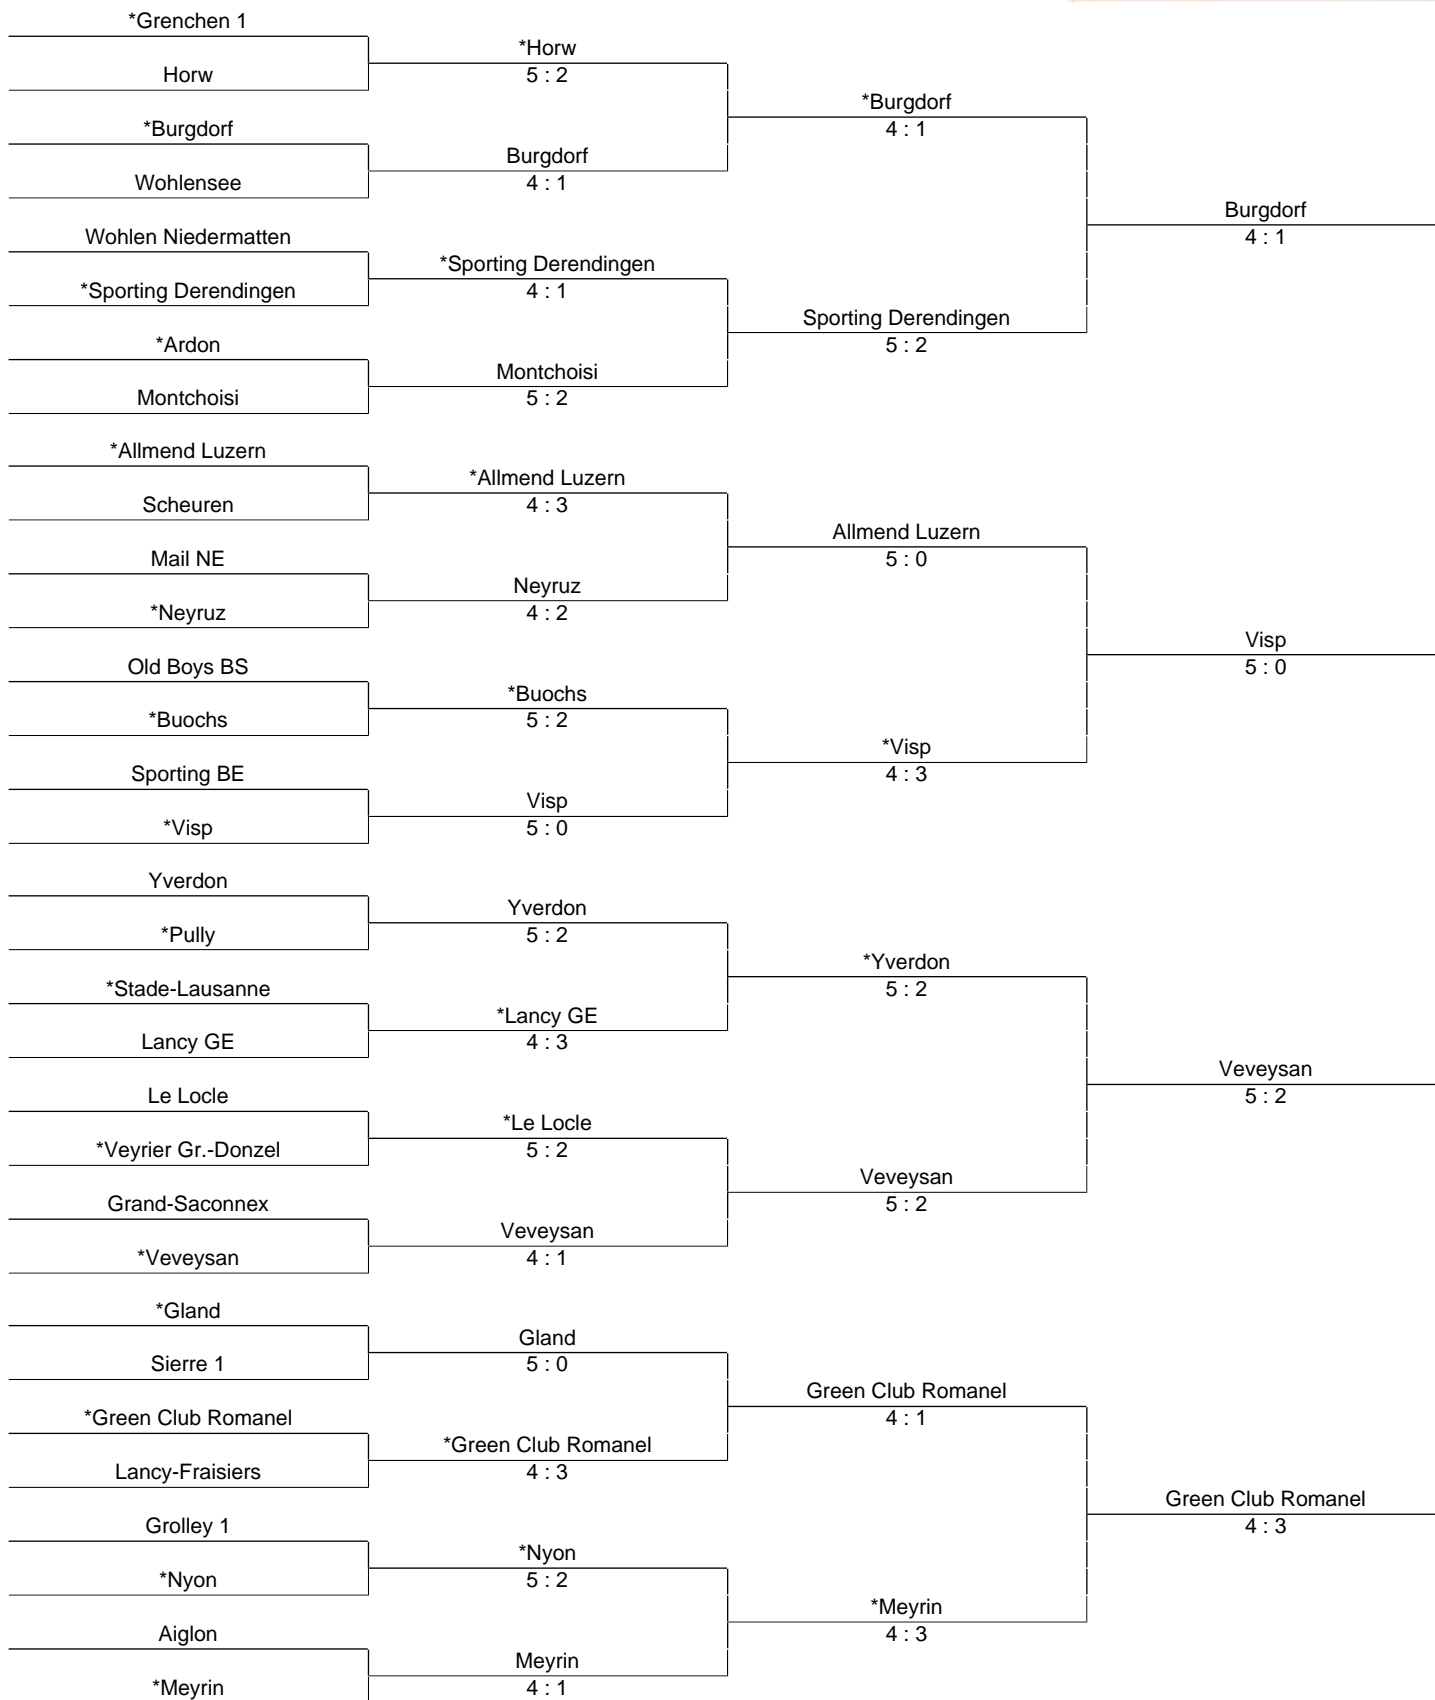 *Grenchen 1
*Horw
5 : 2
Horw
*Burgdorf
4 : 1
*Burgdorf
Burgdorf
4 : 1
Wohlensee
Burgdorf
4 : 1
Wohlen Niedermatten
*Sporting Derendingen
4 : 1
*Sporting Derendingen
Sporting Derendingen
5 : 2
*Ardon
Montchoisi
5 : 2
Montchoisi
*Allmend Luzern
*Allmend Luzern
4 : 3
Scheuren
Allmend Luzern
5 : 0
Mail NE
Neyruz
4 : 2
*Neyruz
Visp
5 : 0
Old Boys BS
*Buochs
5 : 2
*Buochs
*Visp
4 : 3
Sporting BE
Visp
5 : 0
*Visp
Yverdon
Yverdon
5 : 2
*Pully
*Yverdon
5 : 2
*Stade-Lausanne
*Lancy GE
4 : 3
Lancy GE
Veveysan
5 : 2
Le Locle
*Le Locle
5 : 2
*Veyrier Gr.-Donzel
Veveysan
5 : 2
Grand-Saconnex
Veveysan
4 : 1
*Veveysan
*Gland
Gland
5 : 0
Sierre 1
Green Club Romanel
4 : 1
*Green Club Romanel
*Green Club Romanel
4 : 3
Lancy-Fraisiers
Green Club Romanel
4 : 3
Grolley 1
*Nyon
5 : 2
*Nyon
*Meyrin
4 : 3
Aiglon
Meyrin
4 : 1
*Meyrin